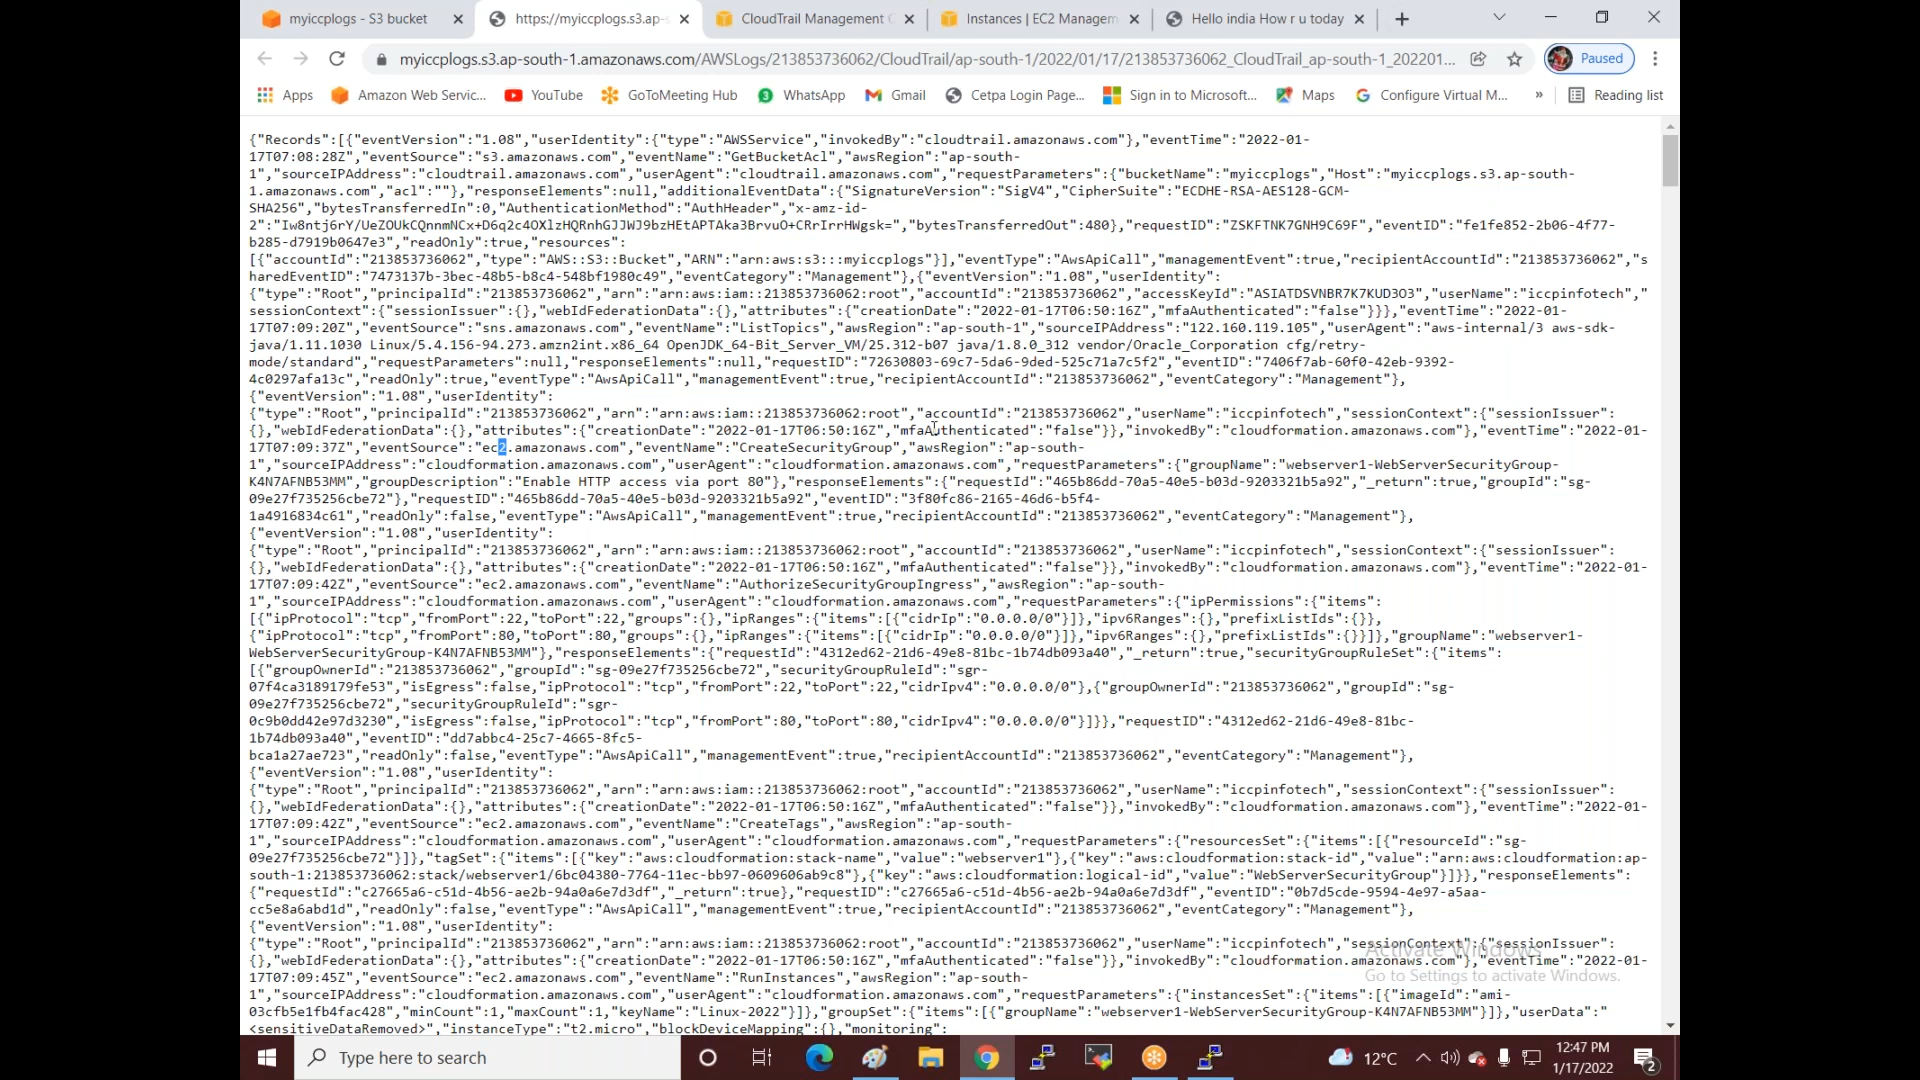 myiccplogs - S3 bucket
https://myiccplogs.s3.ap-s
CloudTrail Management C
Instances | EC2 Managem
Hello india How r u today
myiccplogs.s3.ap-south-1.amazonaws.com/AWSLogs/213853736062/CloudTrail/ap-south-1/2022/01/17/213853736062_CloudTrail_ap-south-1_202201...
Paused
Apps
Amazon Web Servic...
YouTube
GoToMeeting Hub
WhatsApp
Gmail
Cetpa Login Page...
Sign in to Microsoft...
Maps
Configure Virtual M...
»
Reading list
{"Records":[{"eventVersion":"1.08","userIdentity":{"type":"AWSService","invokedBy":"cloudtrail.amazonaws.com"},"eventTime":"2022-01-
17T07:08:28Z","eventSource":"s3.amazonaws.com","eventName":"GetBucketAcl","awsRegion":"ap-south-
1","sourceIPAddress":"cloudtrail.amazonaws.com","userAgent":"cloudtrail.amazonaws.com","requestParameters":{"bucketName":"myiccplogs","Host":"myiccplogs.s3.ap-south-
1.amazonaws.com","acl":""},"responseElements":null,"additionalEventData":{"SignatureVersion":"SigV4","CipherSuite":"ECDHE-RSA-AES128-GCM-
SHA256","bytesTransferredIn":0,"AuthenticationMethod":"AuthHeader","x-amz-id-
2":"Iw8ntj6rY/UeZOUkCQnnmNCx+D6q2c4OXlzHQRnhGJJWJ9bzHEtAPTAka3BrvuO+CRrIrrHWgsk=","bytesTransferredOut":480},"requestID":"ZSKFTNK7GNH9C69F","eventID":"fe1fe852-2b06-4f77-
b285-d7919b0647e3","readOnly":true,"resources":
[{"accountId":"213853736062","type":"AWS::S3::Bucket","ARN":"arn:aws:s3:::myiccplogs"}],"eventType":"AwsApiCall","managementEvent":true,"recipientAccountId":"213853736062","s
haredEventID":"7473137b-3bec-48b5-b8c4-548bf1980c49","eventCategory":"Management"},{"eventVersion":"1.08","userIdentity":
{"type":"Root","principalId":"213853736062","arn":"arn:aws:iam::213853736062:root","accountId":"213853736062","accessKeyId":"ASIATDSVNBR7K7KUD3O3","userName":"iccpinfotech","
sessionContext":{"sessionIssuer":{},"webIdFederationData":{},"attributes":{"creationDate":"2022-01-17T06:50:16Z","mfaAuthenticated":"false"}}},"eventTime":"2022-01-
17T07:09:20Z","eventSource":"sns.amazonaws.com","eventName":"ListTopics","awsRegion":"ap-south-1","sourceIPAddress":"122.160.119.105","userAgent":"aws-internal/3 aws-sdk-
java/1.11.1030 Linux/5.4.156-94.273.amzn2int.x86_64 OpenJDK_64-Bit_Server_VM/25.312-b07 java/1.8.0_312 vendor/Oracle_Corporation cfg/retry-
mode/standard","requestParameters":null,"responseElements":null,"requestID":"72630803-69c7-5da6-9ded-525c71a7c5f2","eventID":"7406f7ab-60f0-42eb-9392-
4c0297afa13c","readOnly":true,"eventType":"AwsApiCall","managementEvent":true,"recipientAccountId":"213853736062","eventCategory":"Management"},
{"eventVersion":"1.08","userIdentity":
{"type":"Root","principalId":"213853736062","arn":"arn:aws:iam::213853736062:root","accountId":"213853736062","userName":"iccpinfotech","sessionContext":{"sessionIssuer":
{},"webIdFederationData":{},"attributes":{"creationDate":"2022-01-17T06:50:16Z","mfaAuthenticated":"false"}},"invokedBy":"cloudformation.amazonaws.com"},"eventTime":"2022-01-
17T07:09:37Z","eventSource":"ec2.amazonaws.com","eventName":"CreateSecurityGroup","awsRegion":"ap-south-
1","sourceIPAddress":"cloudformation.amazonaws.com","userAgent":"cloudformation.amazonaws.com","requestParameters":{"groupName":"webserver1-WebServerSecurityGroup-
K4N7AFNB53MM","groupDescription":"Enable HTTP access via port 80"},"responseElements":{"requestId":"465b86dd-70a5-40e5-b03d-9203321b5a92","_return":true,"groupId":"sg-
09e27f735256cbe72"},"requestID":"465b86dd-70a5-40e5-b03d-9203321b5a92","eventID":"3f80fc86-2165-46d6-b5f4-
1a4916834c61","readOnly":false,"eventType":"AwsApiCall","managementEvent":true,"recipientAccountId":"213853736062","eventCategory":"Management"},
{"eventVersion":"1.08","userIdentity":
{"type":"Root","principalId":"213853736062","arn":"arn:aws:iam::213853736062:root","accountId":"213853736062","userName":"iccpinfotech","sessionContext":{"sessionIssuer":
{},"webIdFederationData":{},"attributes":{"creationDate":"2022-01-17T06:50:16Z","mfaAuthenticated":"false"}},"invokedBy":"cloudformation.amazonaws.com"},"eventTime":"2022-01-
17T07:09:42Z","eventSource":"ec2.amazonaws.com","eventName":"AuthorizeSecurityGroupIngress","awsRegion":"ap-south-
1","sourceIPAddress":"cloudformation.amazonaws.com","userAgent":"cloudformation.amazonaws.com","requestParameters":{"ipPermissions":{"items":
[{"ipProtocol":"tcp","fromPort":22,"toPort":22,"groups":{},"ipRanges":{"items":[{"cidrIp":"0.0.0.0/0"}]},"ipv6Ranges":{},"prefixListIds":{}},
{"ipProtocol":"tcp","fromPort":80,"toPort":80,"groups":{},"ipRanges":{"items":[{"cidrIp":"0.0.0.0/0"}]},"ipv6Ranges":{},"prefixListIds":{}}]},"groupName":"webserver1-
WebServerSecurityGroup-K4N7AFNB53MM"},"responseElements":{"requestId":"4312ed62-21d6-49e8-81bc-1b74db093a40","_return":true,"securityGroupRuleSet":{"items":
[{"groupOwnerId":"213853736062","groupId":"sg-09e27f735256cbe72","securityGroupRuleId":"sgr-
07f4ca3189179fe53","isEgress":false,"ipProtocol":"tcp","fromPort":22,"toPort":22,"cidrIpv4":"0.0.0.0/0"},{"groupOwnerId":"213853736062","groupId":"sg-
09e27f735256cbe72","securityGroupRuleId":"sgr-
0c9b0dd42e97d3230","isEgress":false,"ipProtocol":"tcp","fromPort":80,"toPort":80,"cidrIpv4":"0.0.0.0/0"}]}},"requestID":"4312ed62-21d6-49e8-81bc-
1b74db093a40","eventID":"dd7abbc4-25c7-4665-8fc5-
bca1a27ae723","readOnly":false,"eventType":"AwsApiCall","managementEvent":true,"recipientAccountId":"213853736062","eventCategory":"Management"},
{"eventVersion":"1.08","userIdentity":
{"type":"Root","principalId":"213853736062","arn":"arn:aws:iam::213853736062:root","accountId":"213853736062","userName":"iccpinfotech","sessionContext":{"sessionIssuer":
{},"webIdFederationData":{},"attributes":{"creationDate":"2022-01-17T06:50:16Z","mfaAuthenticated":"false"}},"invokedBy":"cloudformation.amazonaws.com"},"eventTime":"2022-01-
17T07:09:42Z","eventSource":"ec2.amazonaws.com","eventName":"CreateTags","awsRegion":"ap-south-
1","sourceIPAddress":"cloudformation.amazonaws.com","userAgent":"cloudformation.amazonaws.com","requestParameters":{"resourcesSet":{"items":[{"resourceId":"sg-
09e27f735256cbe72"}]},"tagSet":{"items":[{"key":"aws:cloudformation:stack-name","value":"webserver1"},{"key":"aws:cloudformation:stack-id","value":"arn:aws:cloudformation:ap-
south-1:213853736062:stack/webserver1/6bc04380-7764-11ec-bb97-0609606ab9c8"},{"key":"aws:cloudformation:logical-id","value":"WebServerSecurityGroup"}]}},"responseElements":
{"requestId":"c27665a6-c51d-4b56-ae2b-94a0a6e7d3df","_return":true},"requestID":"c27665a6-c51d-4b56-ae2b-94a0a6e7d3df","eventID":"0b7d5cde-9594-4e97-a5aa-
cc5e8a6abd1d","readOnly":false,"eventType":"AwsApiCall","managementEvent":true,"recipientAccountId":"213853736062","eventCategory":"Management"},
{"eventVersion":"1.08","userIdentity":
{"type":"Root","principalId":"213853736062","arn":"arn:aws:iam::213853736062:root","accountId":"213853736062","userName":"iccpinfotech","sessionContext":{"sessionIssuer":
{},"webIdFederationData":{},"attributes":{"creationDate":"2022-01-17T06:50:16Z","mfaAuthenticated":"false"}},"invokedBy":"cloudformation.amazonaws.com"},"eventTime":"2022-01-
17T07:09:45Z","eventSource":"ec2.amazonaws.com","eventName":"RunInstances","awsRegion":"ap-south-
1","sourceIPAddress":"cloudformation.amazonaws.com","userAgent":"cloudformation.amazonaws.com","requestParameters":{"instancesSet":{"items":[{"imageId":"ami-
03cfb5e1fb4fac428","minCount":1,"maxCount":1,"keyName":"Linux-2022"}]},"groupSet":{"items":[{"groupName":"webserver1-WebServerSecurityGroup-K4N7AFNB53MM"}]},"userData":"
<sensitiveDataRemoved>","instanceType":"t2.micro","blockDeviceMapping":{},"monitoring":
Activate Windows
Go to Settings to activate Windows.
Type here to search
12°C
12:47 PM
1/17/2022
2